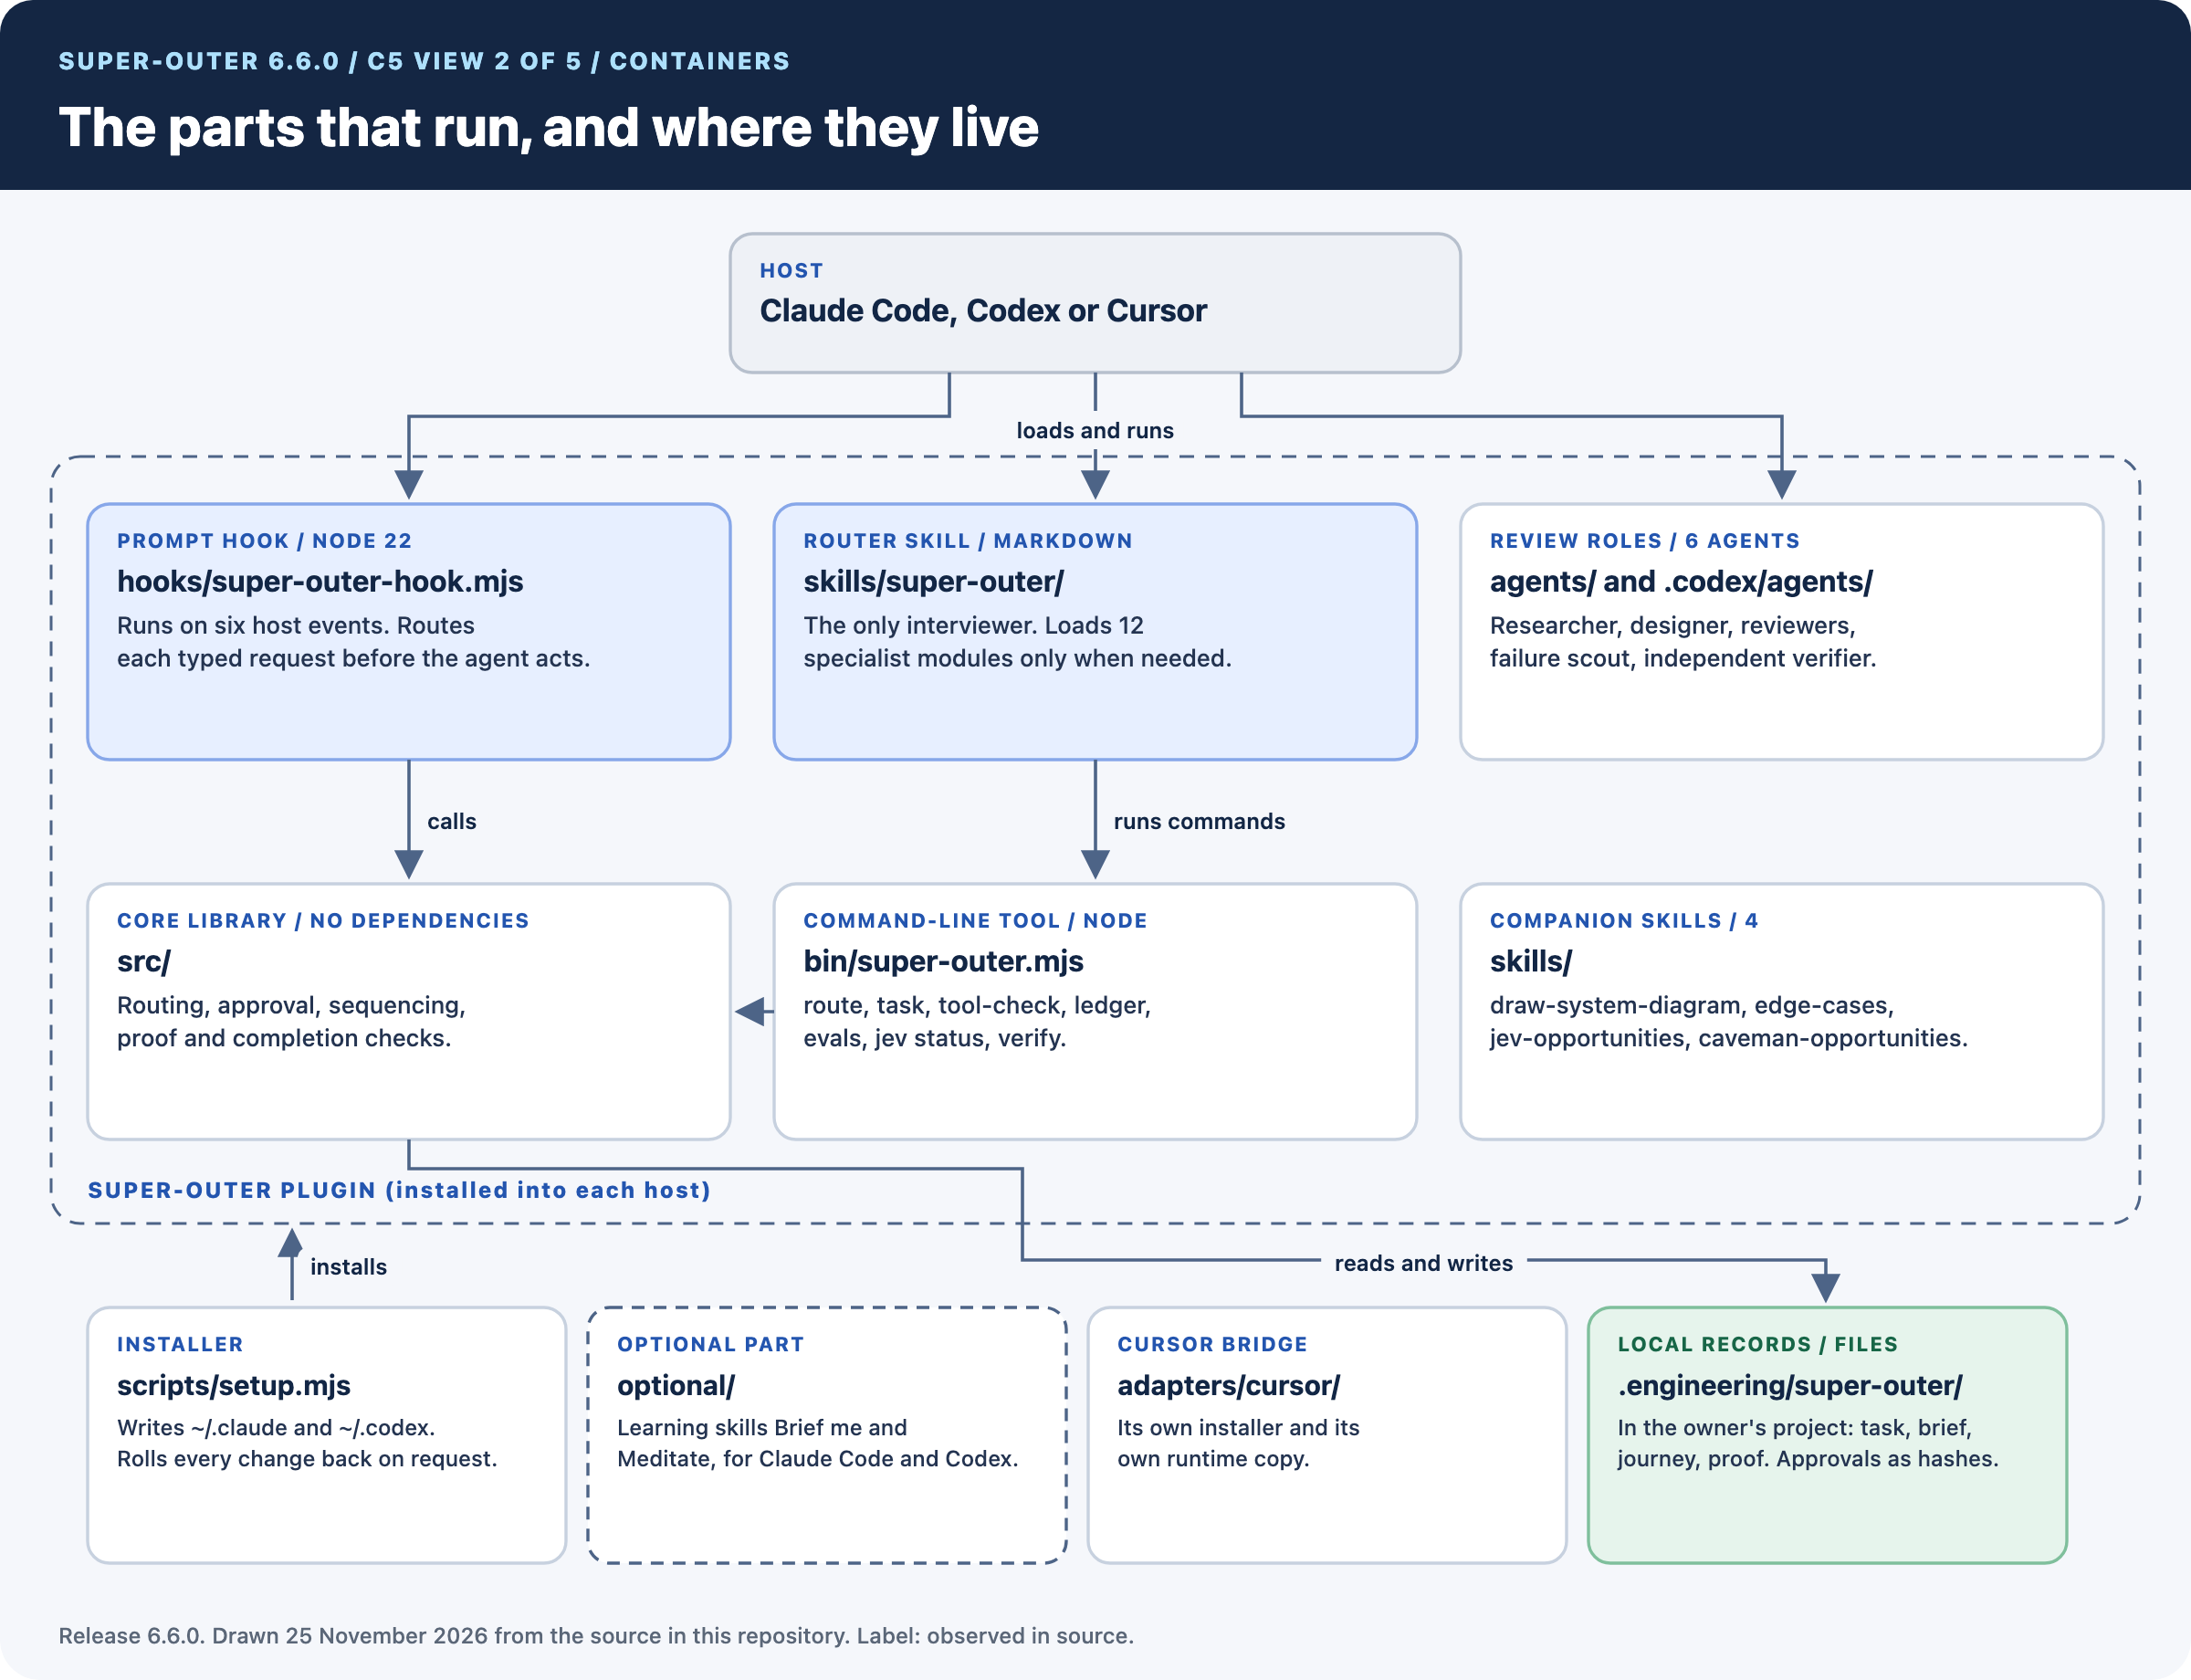 SUPER-OUTER 6.6.0 / C5 VIEW 2 OF 5 / CONTAINERS
The parts that run, and where they live
HOST
Claude Code, Codex or Cursor
loads and runs
PROMPT HOOK / NODE 22
hooks/super-outer-hook.mjs
Runs on six host events. Routes
each typed request before the agent acts.
ROUTER SKILL / MARKDOWN
skills/super-outer/
The only interviewer. Loads 12
specialist modules only when needed.
REVIEW ROLES / 6 AGENTS
agents/ and .codex/agents/
Researcher, designer, reviewers,
failure scout, independent verifier.
calls
runs commands
CORE LIBRARY / NO DEPENDENCIES
src/
Routing, approval, sequencing,
proof and completion checks.
COMMAND-LINE TOOL / NODE
bin/super-outer.mjs
route, task, tool-check, ledger,
evals, jev status, verify.
COMPANION SKILLS / 4
skills/
draw-system-diagram, edge-cases,
jev-opportunities, caveman-opportunities.
SUPER-OUTER PLUGIN (installed into each host)
installs
reads and writes
INSTALLER
scripts/setup.mjs
Writes ~/.claude and ~/.codex.
Rolls every change back on request.
OPTIONAL PART
optional/
Learning skills Brief me and
Meditate, for Claude Code and Codex.
CURSOR BRIDGE
adapters/cursor/
Its own installer and its
own runtime copy.
LOCAL RECORDS / FILES
.engineering/super-outer/
In the owner's project: task, brief,
journey, proof. Approvals as hashes.
Release 6.6.0. Drawn 25 November 2026 from the source in this repository. Label: observed in source.